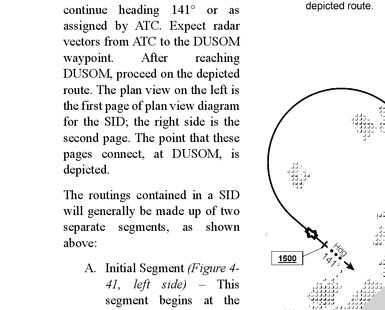 continue heading 141° or as
assigned by ATC. Expect radar
vectors from ATC to the DUSOM
waypoint. After reaching
DUSOM, proceed on the depicted
route. The plan view on the left is
the first page of plan view diagram
for the SID; the right side is the
second page. The point that these
pages connect, at DUSOM, is
depicted.
The routings contained in a SID
will generally be made up of two
separate segments, as shown
above:
A. Initial Segment (Figure 4-
41, left side) – This
segment begins at the
depicted route.
Hdg
141°
1500